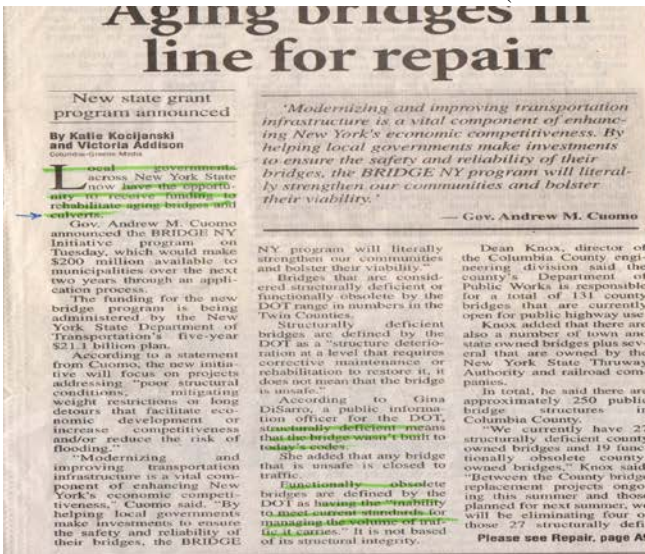 Aging bridges in
line for repair
New state grant
program announced
By Katie Kocijanski
and Victoria Addison
Columbia-Greene Media
Local governments
across New York State
now have the opportu-
nity to receive funding to
rehabilitate aging bridges and
culverts.
Gov. Andrew M. Cuomo
announced the BRIDGE NY
Initiative program on
Tuesday, which would make
$200 million available to
municipalities over the next
two years through an appli-
cation process.
The funding for the new
bridge program is being
administered by the New
York State Department of
Transportation's five-year
$21.1 billion plan.
According to a statement
from Cuomo, the new initia-
tive will focus on projects
addressing "poor structural
conditions, mitigating
weight restrictions or long
detours that facilitate eco-
nomic development or
increase competitiveness
and/or reduce the risk of
flooding."
"Modernizing and
improving transportation
infrastructure is a vital com-
ponent of enhancing New
York's economic competi-
tiveness," Cuomo said. "By
helping local governments
make investments to ensure
the safety and reliability of
their bridges, the BRIDGE
'Modernizing and improving transportation
infrastructure is a vital component of enhanc-
ing New York's economic competitiveness. By
helping local governments make investments
to ensure the safety and reliability of their
bridges, the BRIDGE NY program will literal-
ly strengthen our communities and bolster
their viability.'
— Gov. Andrew M. Cuomo
NY program will literally
strengthen our communities
and bolster their viability."
Bridges that are consid-
ered structurally deficient or
functionally obsolete by the
DOT range in numbers in the
Twin Counties.
Structurally deficient
bridges are defined by the
DOT as a "structure deterio-
ration at a level that requires
corrective maintenance or
rehabilitation to restore it, it
does not mean that the bridge
is unsafe."
According to Gina
DiSarro, a public informa-
tion officer for the DOT,
structurally deficient means
that the bridge wasn't built to
today's codes.
She added that any bridge
that is unsafe is closed to
traffic.
Functionally obsolete
bridges are defined by the
DOT as having the "inability
to meet current standards for
managing the volume of traf-
fic it carries." It is not based
of its structural integrity.
Dean Knox, director of
the Columbia County engi-
neering division said the
county's Department of
Public Works is responsible
for a total of 131 county
bridges that are currently
open for public highway use.
Knox added that there are
also a number of town and
state owned bridges plus sev-
eral that are owned by the
New York State Thruway
Authority and railroad com-
panies.
In total, he said there are
approximately 250 public
bridge structures in
Columbia County.
"We currently have 27
structurally deficient county
owned bridges and 19 func-
tionally obsolete county
owned bridges," Knox said.
"Between the County bridge
replacement projects ongo-
ing this summer and those
planned for next summer, we
will be eliminating four of
those 27 structurally defi-
Please see Repair, page